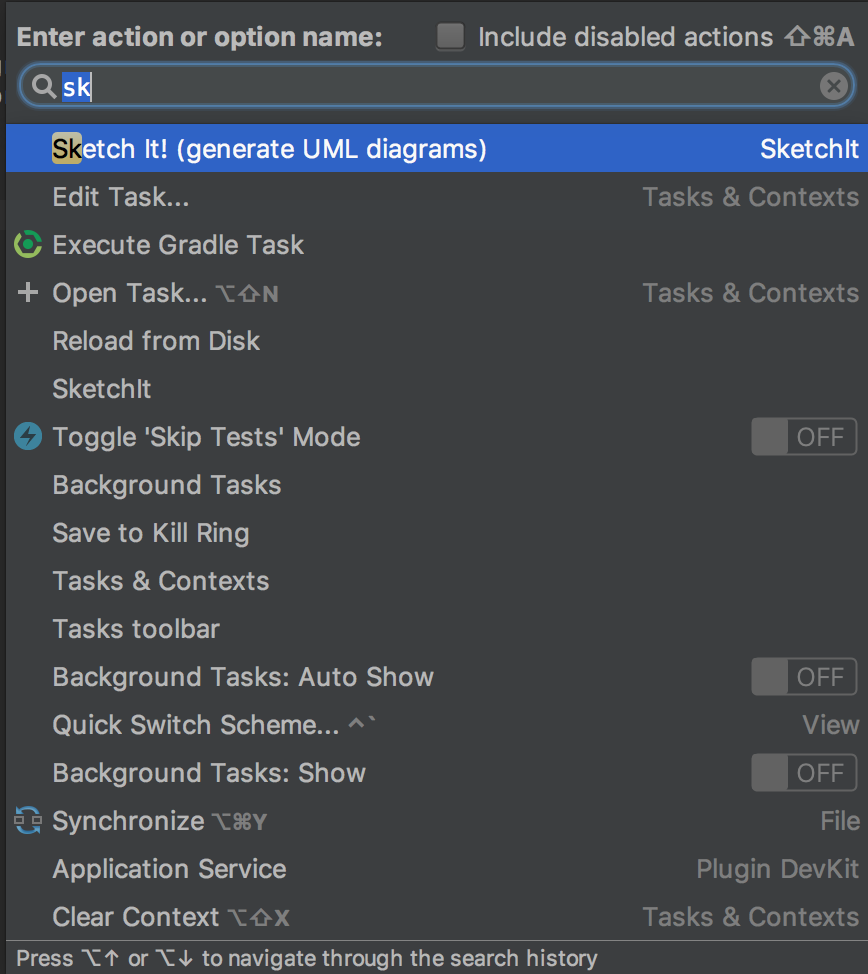 Enter action or option name: Include disabled actions ⇧⌘A
sk
Sketch It! (generate UML diagrams) SketchIt
Edit Task... Tasks & Contexts
Execute Gradle Task
Open Task... ⌥⇧N Tasks & Contexts
Reload from Disk
SketchIt
Toggle 'Skip Tests' Mode OFF
Background Tasks
Save to Kill Ring
Tasks & Contexts
Tasks toolbar
Background Tasks: Auto Show OFF
Quick Switch Scheme... ^` View
Background Tasks: Show OFF
Synchronize ⌥⌘Y File
Application Service Plugin DevKit
Clear Context ⌥⇧X Tasks & Contexts
Press ⌥↑ or ⌥↓ to navigate through the search history